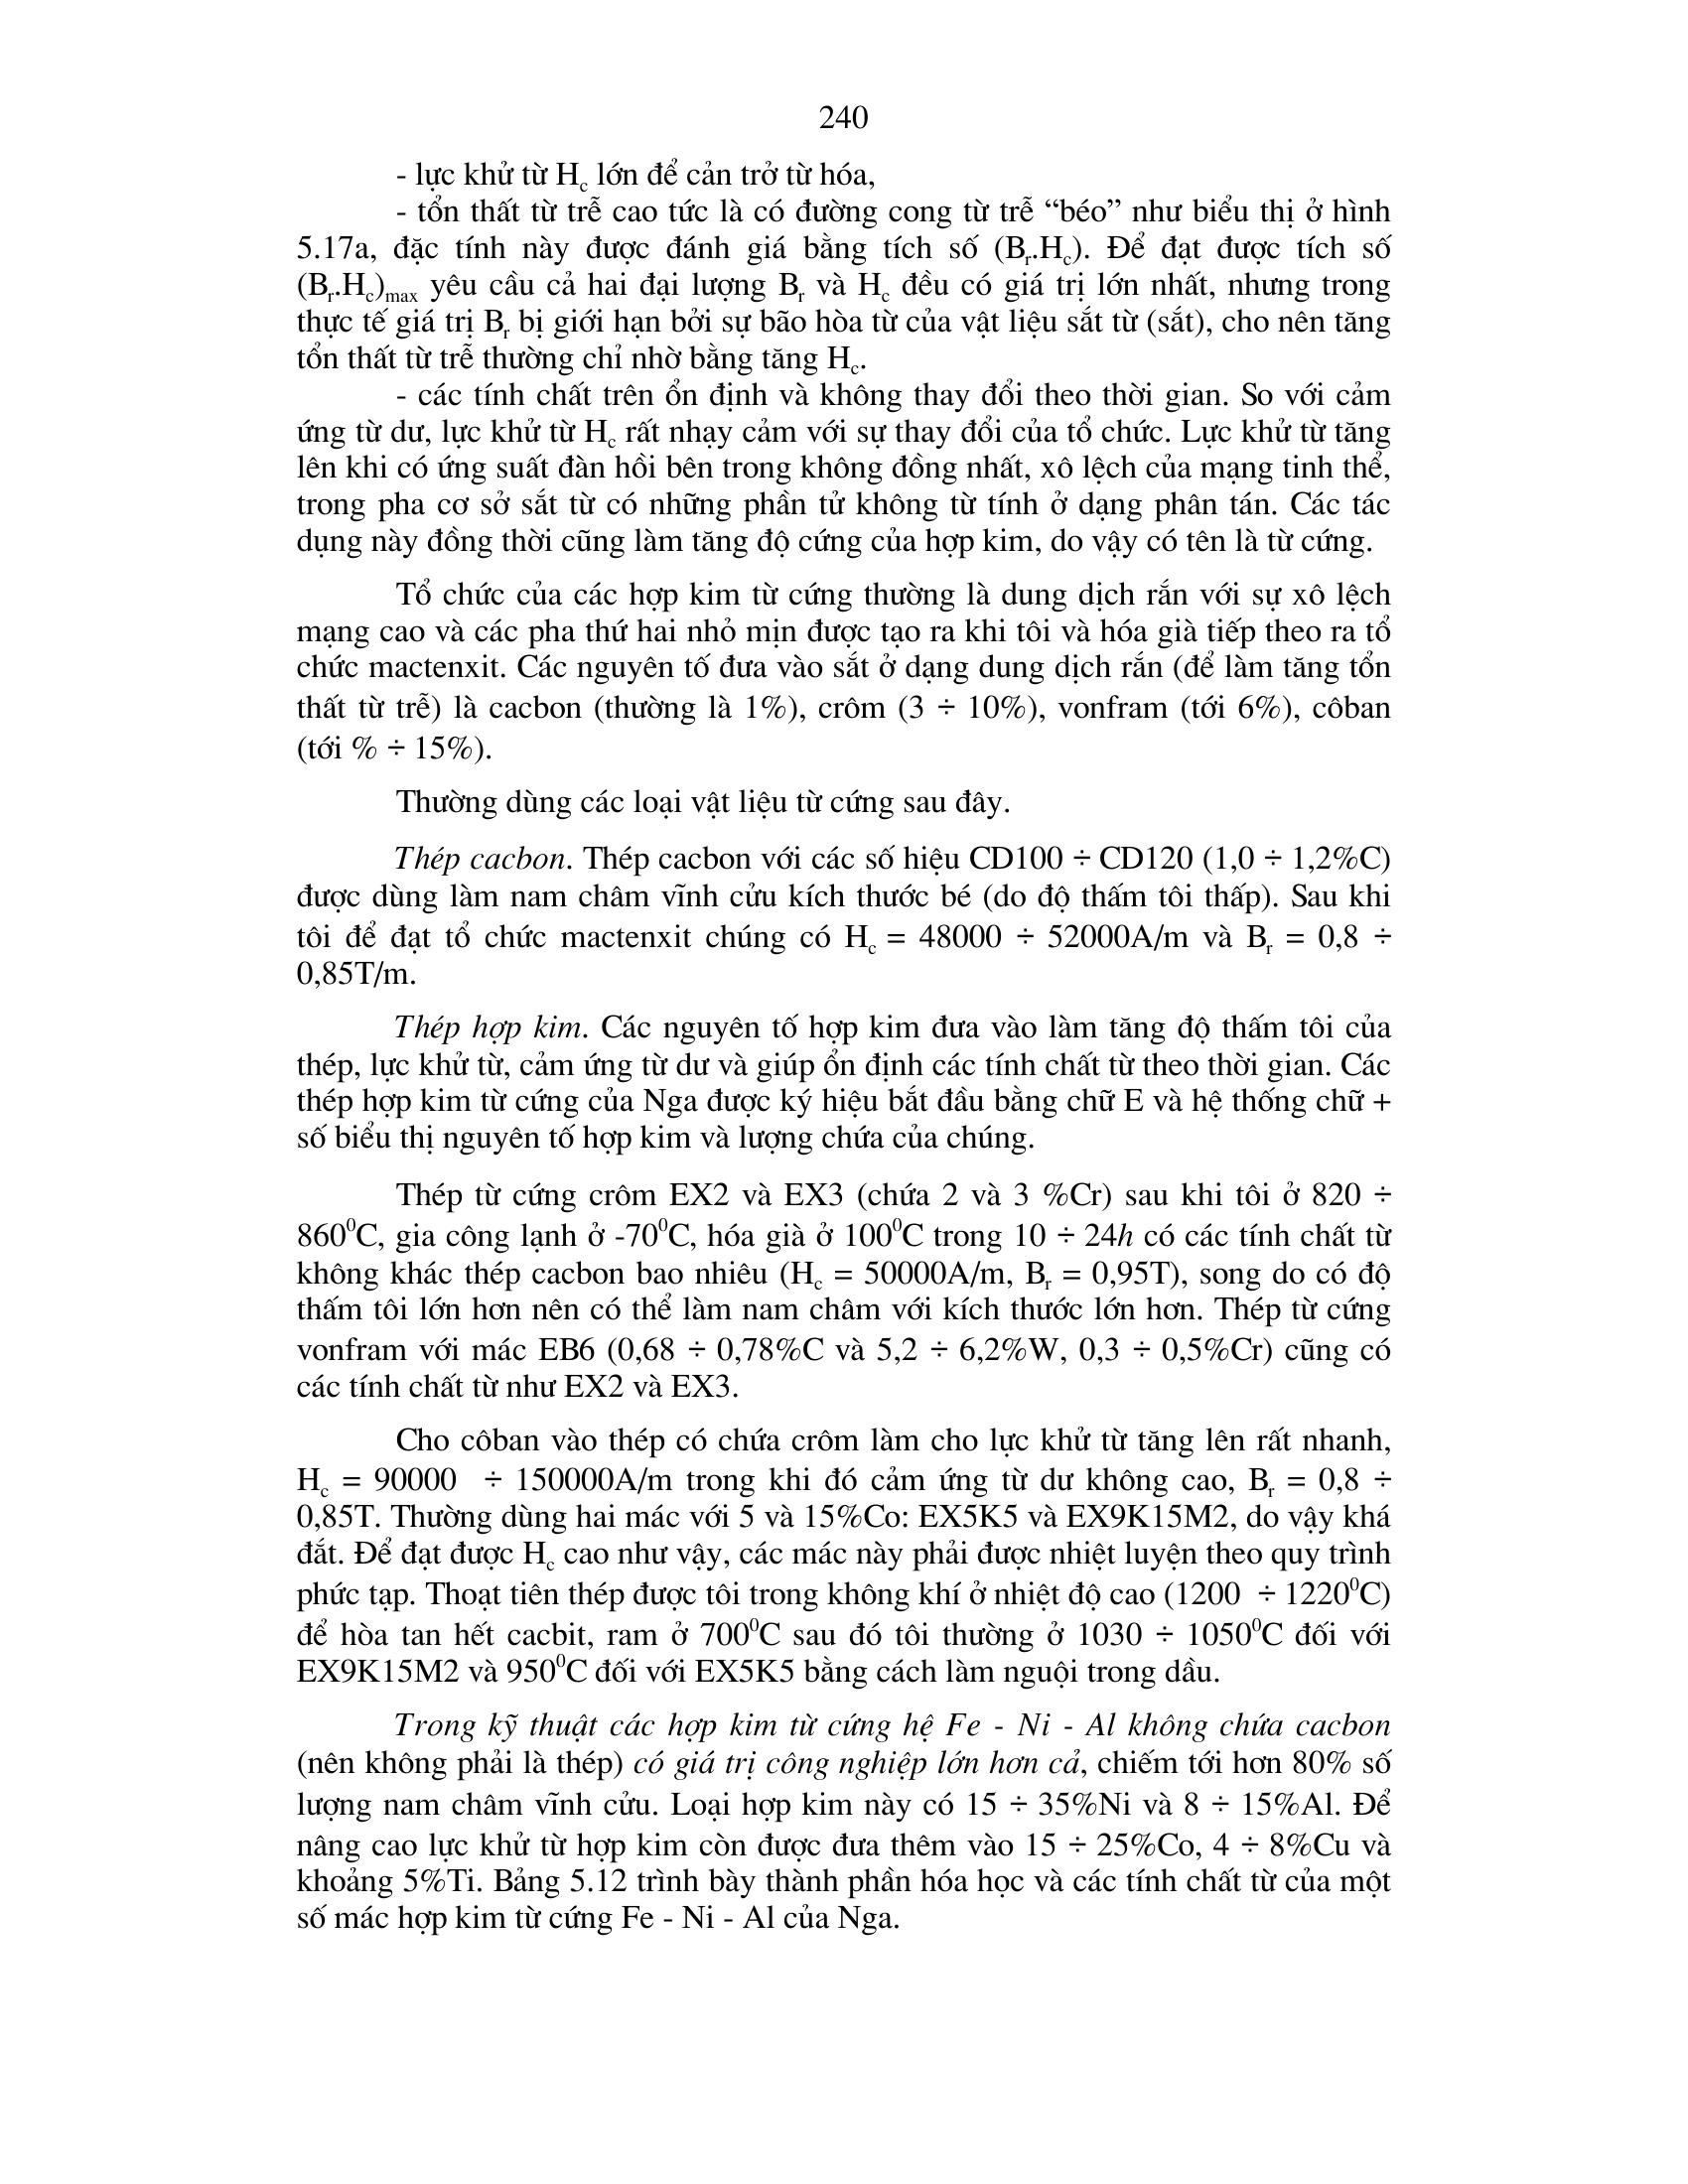 240
- lực khử từ Hc lớn để cản trở từ hóa,
- tổn thất từ trễ cao tức là có đường cong từ trễ “béo” như biểu thị ở hình
5.17a, đặc tính này được đánh giá bằng tích số (Br.Hc). Để đạt được tích số
(Br.Hc)max yêu cầu cả hai đại lượng Br và Hc đều có giá trị lớn nhất, nhưng trong
thực tế giá trị Br bị giới hạn bởi sự bão hòa từ của vật liệu sắt từ (sắt), cho nên tăng
tổn thất từ trễ thường chỉ nhờ bằng tăng Hc.
- các tính chất trên ổn định và không thay đổi theo thời gian. So với cảm
ứng từ dư, lực khử từ Hc rất nhạy cảm với sự thay đổi của tổ chức. Lực khử từ tăng
lên khi có ứng suất đàn hồi bên trong không đồng nhất, xô lệch của mạng tinh thể,
trong pha cơ sở sắt từ có những phần tử không từ tính ở dạng phân tán. Các tác
dụng này đồng thời cũng làm tăng độ cứng của hợp kim, do vậy có tên là từ cứng.
Tổ chức của các hợp kim từ cứng thường là dung dịch rắn với sự xô lệch
mạng cao và các pha thứ hai nhỏ mịn được tạo ra khi tôi và hóa già tiếp theo ra tổ
chức mactenxit. Các nguyên tố đưa vào sắt ở dạng dung dịch rắn (để làm tăng tổn
thất từ trễ) là cacbon (thường là 1%), crôm (3 ÷ 10%), vonfram (tới 6%), côban
(tới % ÷ 15%).
Thường dùng các loại vật liệu từ cứng sau đây.
Thép cacbon. Thép cacbon với các số hiệu CD100 ÷ CD120 (1,0 ÷ 1,2%C)
được dùng làm nam châm vĩnh cửu kích thước bé (do độ thấm tôi thấp). Sau khi
tôi để đạt tổ chức mactenxit chúng có Hc = 48000 ÷ 52000A/m và Br = 0,8 ÷
0,85T/m.
Thép hợp kim. Các nguyên tố hợp kim đưa vào làm tăng độ thấm tôi của
thép, lực khử từ, cảm ứng từ dư và giúp ổn định các tính chất từ theo thời gian. Các
thép hợp kim từ cứng của Nga được ký hiệu bắt đầu bằng chữ E và hệ thống chữ +
số biểu thị nguyên tố hợp kim và lượng chứa của chúng.
Thép từ cứng crôm EX2 và EX3 (chứa 2 và 3 %Cr) sau khi tôi ở 820 ÷
860⁰C, gia công lạnh ở -70⁰C, hóa già ở 100⁰C trong 10 ÷ 24h có các tính chất từ
không khác thép cacbon bao nhiêu (Hc = 50000A/m, Br = 0,95T), song do có độ
thấm tôi lớn hơn nên có thể làm nam châm với kích thước lớn hơn. Thép từ cứng
vonfram với mác EB6 (0,68 ÷ 0,78%C và 5,2 ÷ 6,2%W, 0,3 ÷ 0,5%Cr) cũng có
các tính chất từ như EX2 và EX3.
Cho côban vào thép có chứa crôm làm cho lực khử từ tăng lên rất nhanh,
Hc = 90000 ÷ 150000A/m trong khi đó cảm ứng từ dư không cao, Br = 0,8 ÷
0,85T. Thường dùng hai mác với 5 và 15%Co: EX5K5 và EX9K15M2, do vậy khá
đắt. Để đạt được Hc cao như vậy, các mác này phải được nhiệt luyện theo quy trình
phức tạp. Thoạt tiên thép được tôi trong không khí ở nhiệt độ cao (1200 ÷ 1220⁰C)
để hòa tan hết cacbit, ram ở 700⁰C sau đó tôi thường ở 1030 ÷ 1050⁰C đối với
EX9K15M2 và 950⁰C đối với EX5K5 bằng cách làm nguội trong dầu.
Trong kỹ thuật các hợp kim từ cứng hệ Fe - Ni - Al không chứa cacbon
(nên không phải là thép) có giá trị công nghiệp lớn hơn cả, chiếm tới hơn 80% số
lượng nam châm vĩnh cửu. Loại hợp kim này có 15 ÷ 35%Ni và 8 ÷ 15%Al. Để
nâng cao lực khử từ hợp kim còn được đưa thêm vào 15 ÷ 25%Co, 4 ÷ 8%Cu và
khoảng 5%Ti. Bảng 5.12 trình bày thành phần hóa học và các tính chất từ của một
số mác hợp kim từ cứng Fe - Ni - Al của Nga.